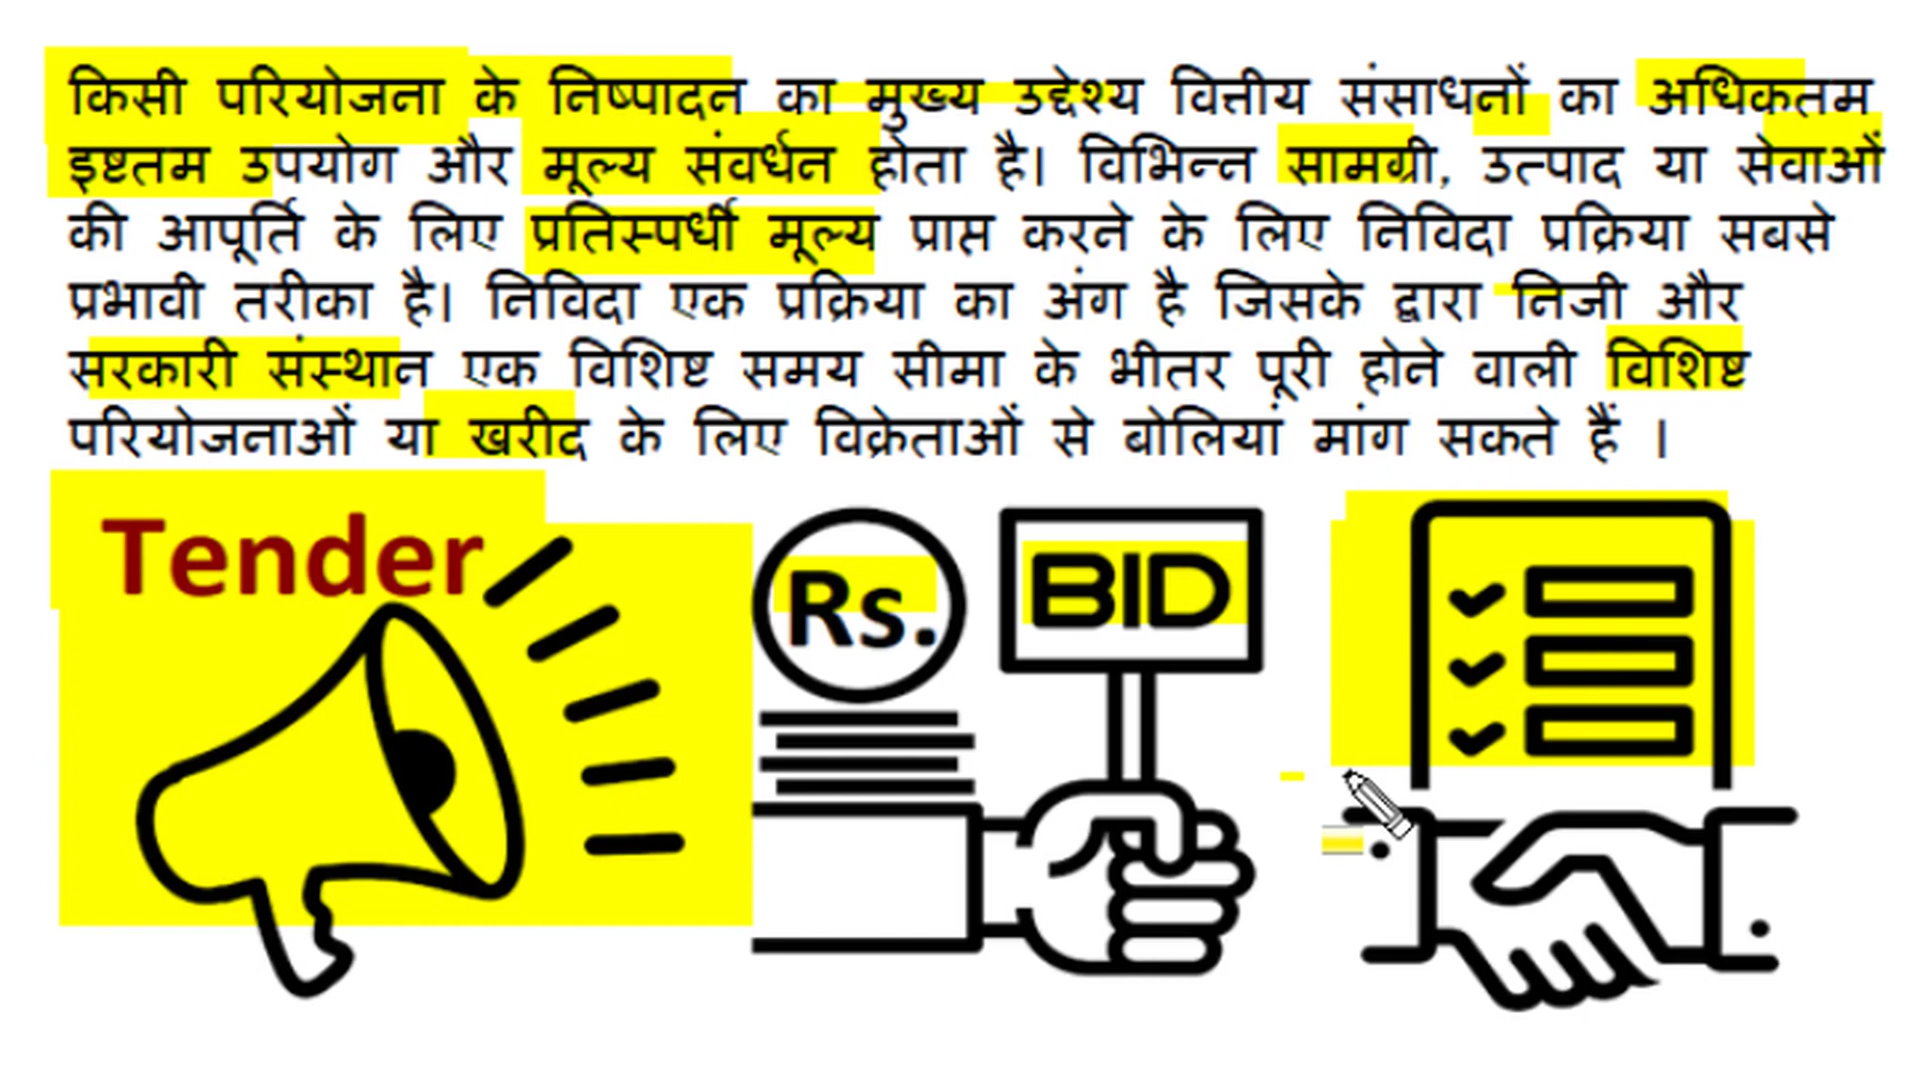 किसी परियोजना के निष्पादन का मुख्य उद्देश्य वित्तीय संसाधनों का अधिकतम
इष्टतम उपयोग और मूल्य संवर्धन होता है। विभिन्न सामग्री, उत्पाद या सेवाओं
की आपूर्ति के लिए प्रतिस्पर्धी मूल्य प्राप्त करने के लिए निविदा प्रक्रिया सबसे
प्रभावी तरीका है। निविदा एक प्रक्रिया का अंग है जिसके द्वारा निजी और
सरकारी संस्थान एक विशिष्ट समय सीमा के भीतर पूरी होने वाली विशिष्ट
परियोजनाओं या खरीद के लिए विक्रेताओं से बोलियां मांग सकते हैं ।
Tender
Rs.
BID